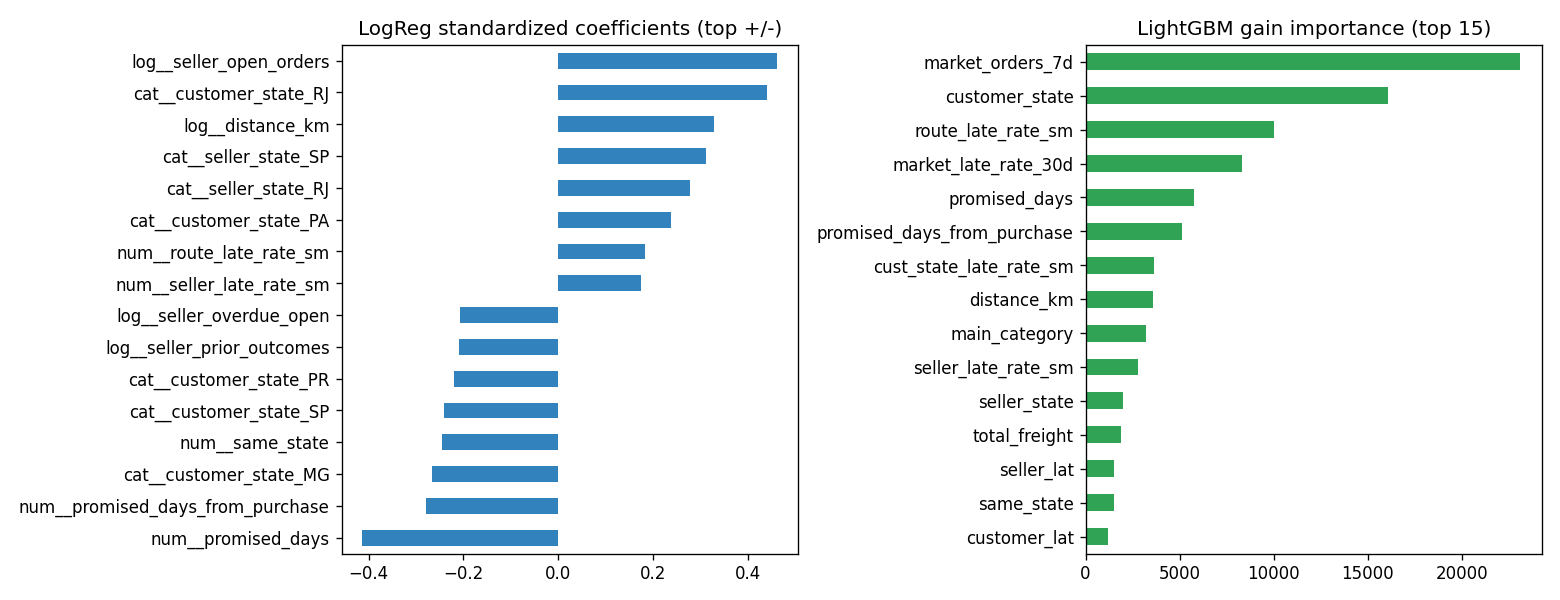 LogReg standardized coefficients (top +/-)
log__seller_open_orders
cat__customer_state_RJ
log__distance_km
cat__seller_state_SP
cat__seller_state_RJ
cat__customer_state_PA
num__route_late_rate_sm
num__seller_late_rate_sm
log__seller_overdue_open
log__seller_prior_outcomes
cat__customer_state_PR
cat__customer_state_SP
num__same_state
cat__customer_state_MG
num__promised_days_from_purchase
num__promised_days
−0.4 −0.2 0.0 0.2 0.4
LightGBM gain importance (top 15)
market_orders_7d
customer_state
route_late_rate_sm
market_late_rate_30d
promised_days
promised_days_from_purchase
cust_state_late_rate_sm
distance_km
main_category
seller_late_rate_sm
seller_state
total_freight
seller_lat
same_state
customer_lat
0 5000 10000 15000 20000